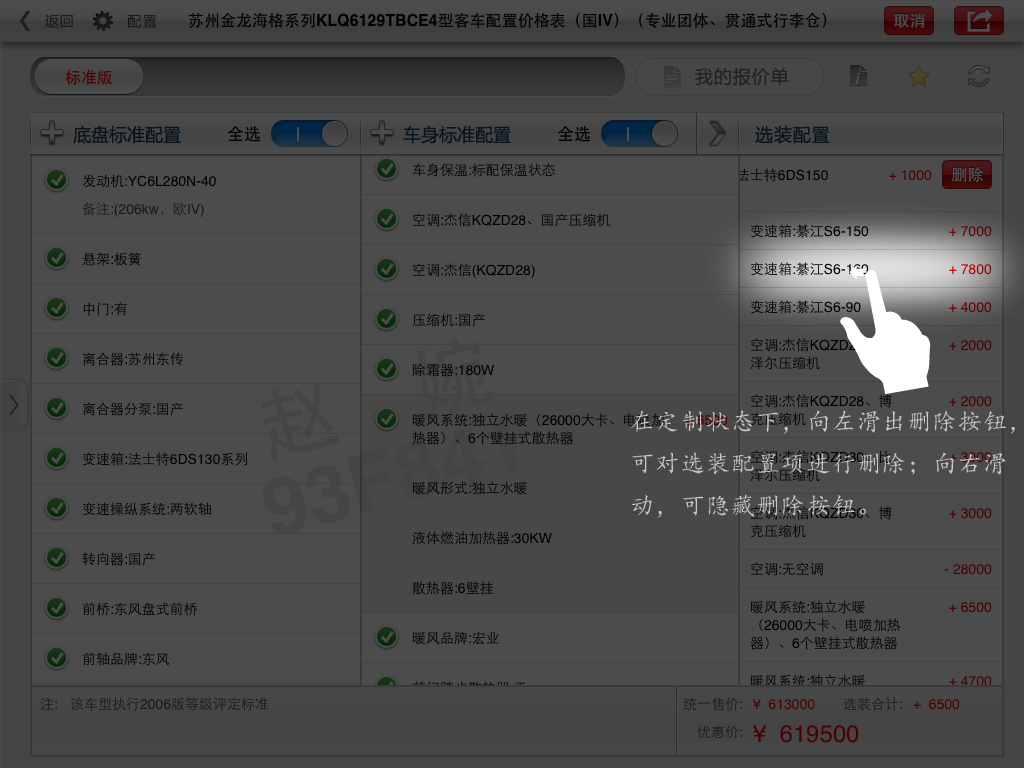 返回
配置
苏州金龙海格系列KLQ6129TBCE4型客车配置价格表（国IV）（专业团体、贯通式行李仓）
取消
标准版
我的报价单
底盘标准配置
全选
车身标准配置
全选
选装配置
发动机:YC6L280N-40
备注:(206kw，欧IV)
悬架:板簧
中门:有
离合器:苏州东传
离合器分泵:国产
变速箱:法士特6DS130系列
变速操纵系统:两软轴
转向器:国产
前桥:东风盘式前桥
前轴品牌:东风
车身保温:标配保温状态
空调:杰信KQZD28、国产压缩机
空调:杰信(KQZD28)
压缩机:国产
除霜器:180W
暖风系统:独立水暖（26000大卡、电喷加
热器）、6个壁挂式散热器
暖风形式:独立水暖
液体燃油加热器:30KW
散热器:6壁挂
暖风品牌:宏业
法士特6DS150
+ 1000
删除
变速箱:綦江S6-150
+ 7000
变速箱:綦江S6-160
+ 7800
变速箱:綦江S6-90
+ 4000
空调:杰信KQZD2
泽尔压缩机
+ 2000
空调:杰信KQZD28、博
克压缩机
+ 2000
泽尔压缩机
空调:杰信KQZD30、博
克压缩机
+ 3000
空调:无空调
- 28000
暖风系统:独立水暖
（26000大卡、电喷加热
器）、6个壁挂式散热器
+ 6500
暖风系统:独立水暖
+ 4700
在定制状态下，向左滑出删除按钮，
可对选装配置项进行删除；向右滑
动，可隐藏删除按钮。
赵婉
93F841
注: 该车型执行2006版等级评定标准
统一售价: ￥ 613000
选装合计: + 6500
优惠价: ￥ 619500